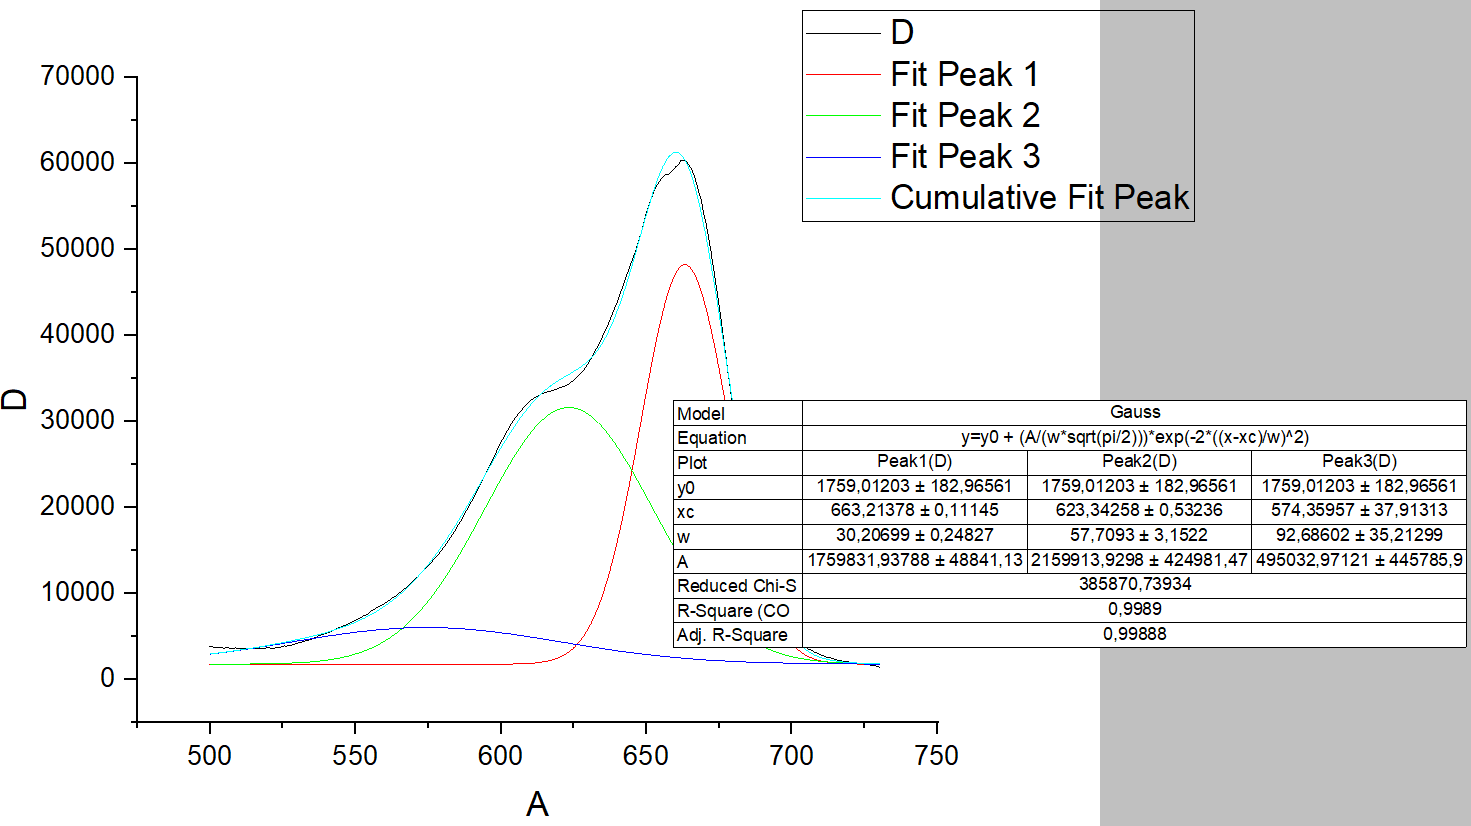 D
Fit Peak 1
Fit Peak 2
Fit Peak 3
Cumulative Fit Peak
70000
60000
50000
40000
30000
20000
10000
0
D
500 550 600 650 700 750
A
Model Gauss
Equation y=y0 + (A/(w*sqrt(pi/2)))*exp(-2*((x-xc)/w)^2)
Plot Peak1(D) Peak2(D) Peak3(D)
y0 1759,01203 ± 182,96561 1759,01203 ± 182,96561 1759,01203 ± 182,96561
xc 663,21378 ± 0,11145 623,34258 ± 0,53236 574,35957 ± 37,91313
w 30,20699 ± 0,24827 57,7093 ± 3,1522 92,68602 ± 35,21299
A 1759831,93788 ± 48841,13 2159913,9298 ± 424981,47 495032,97121 ± 445785,9
Reduced Chi-S 385870,73934
R-Square (CO 0,9989
Adj. R-Square 0,99888